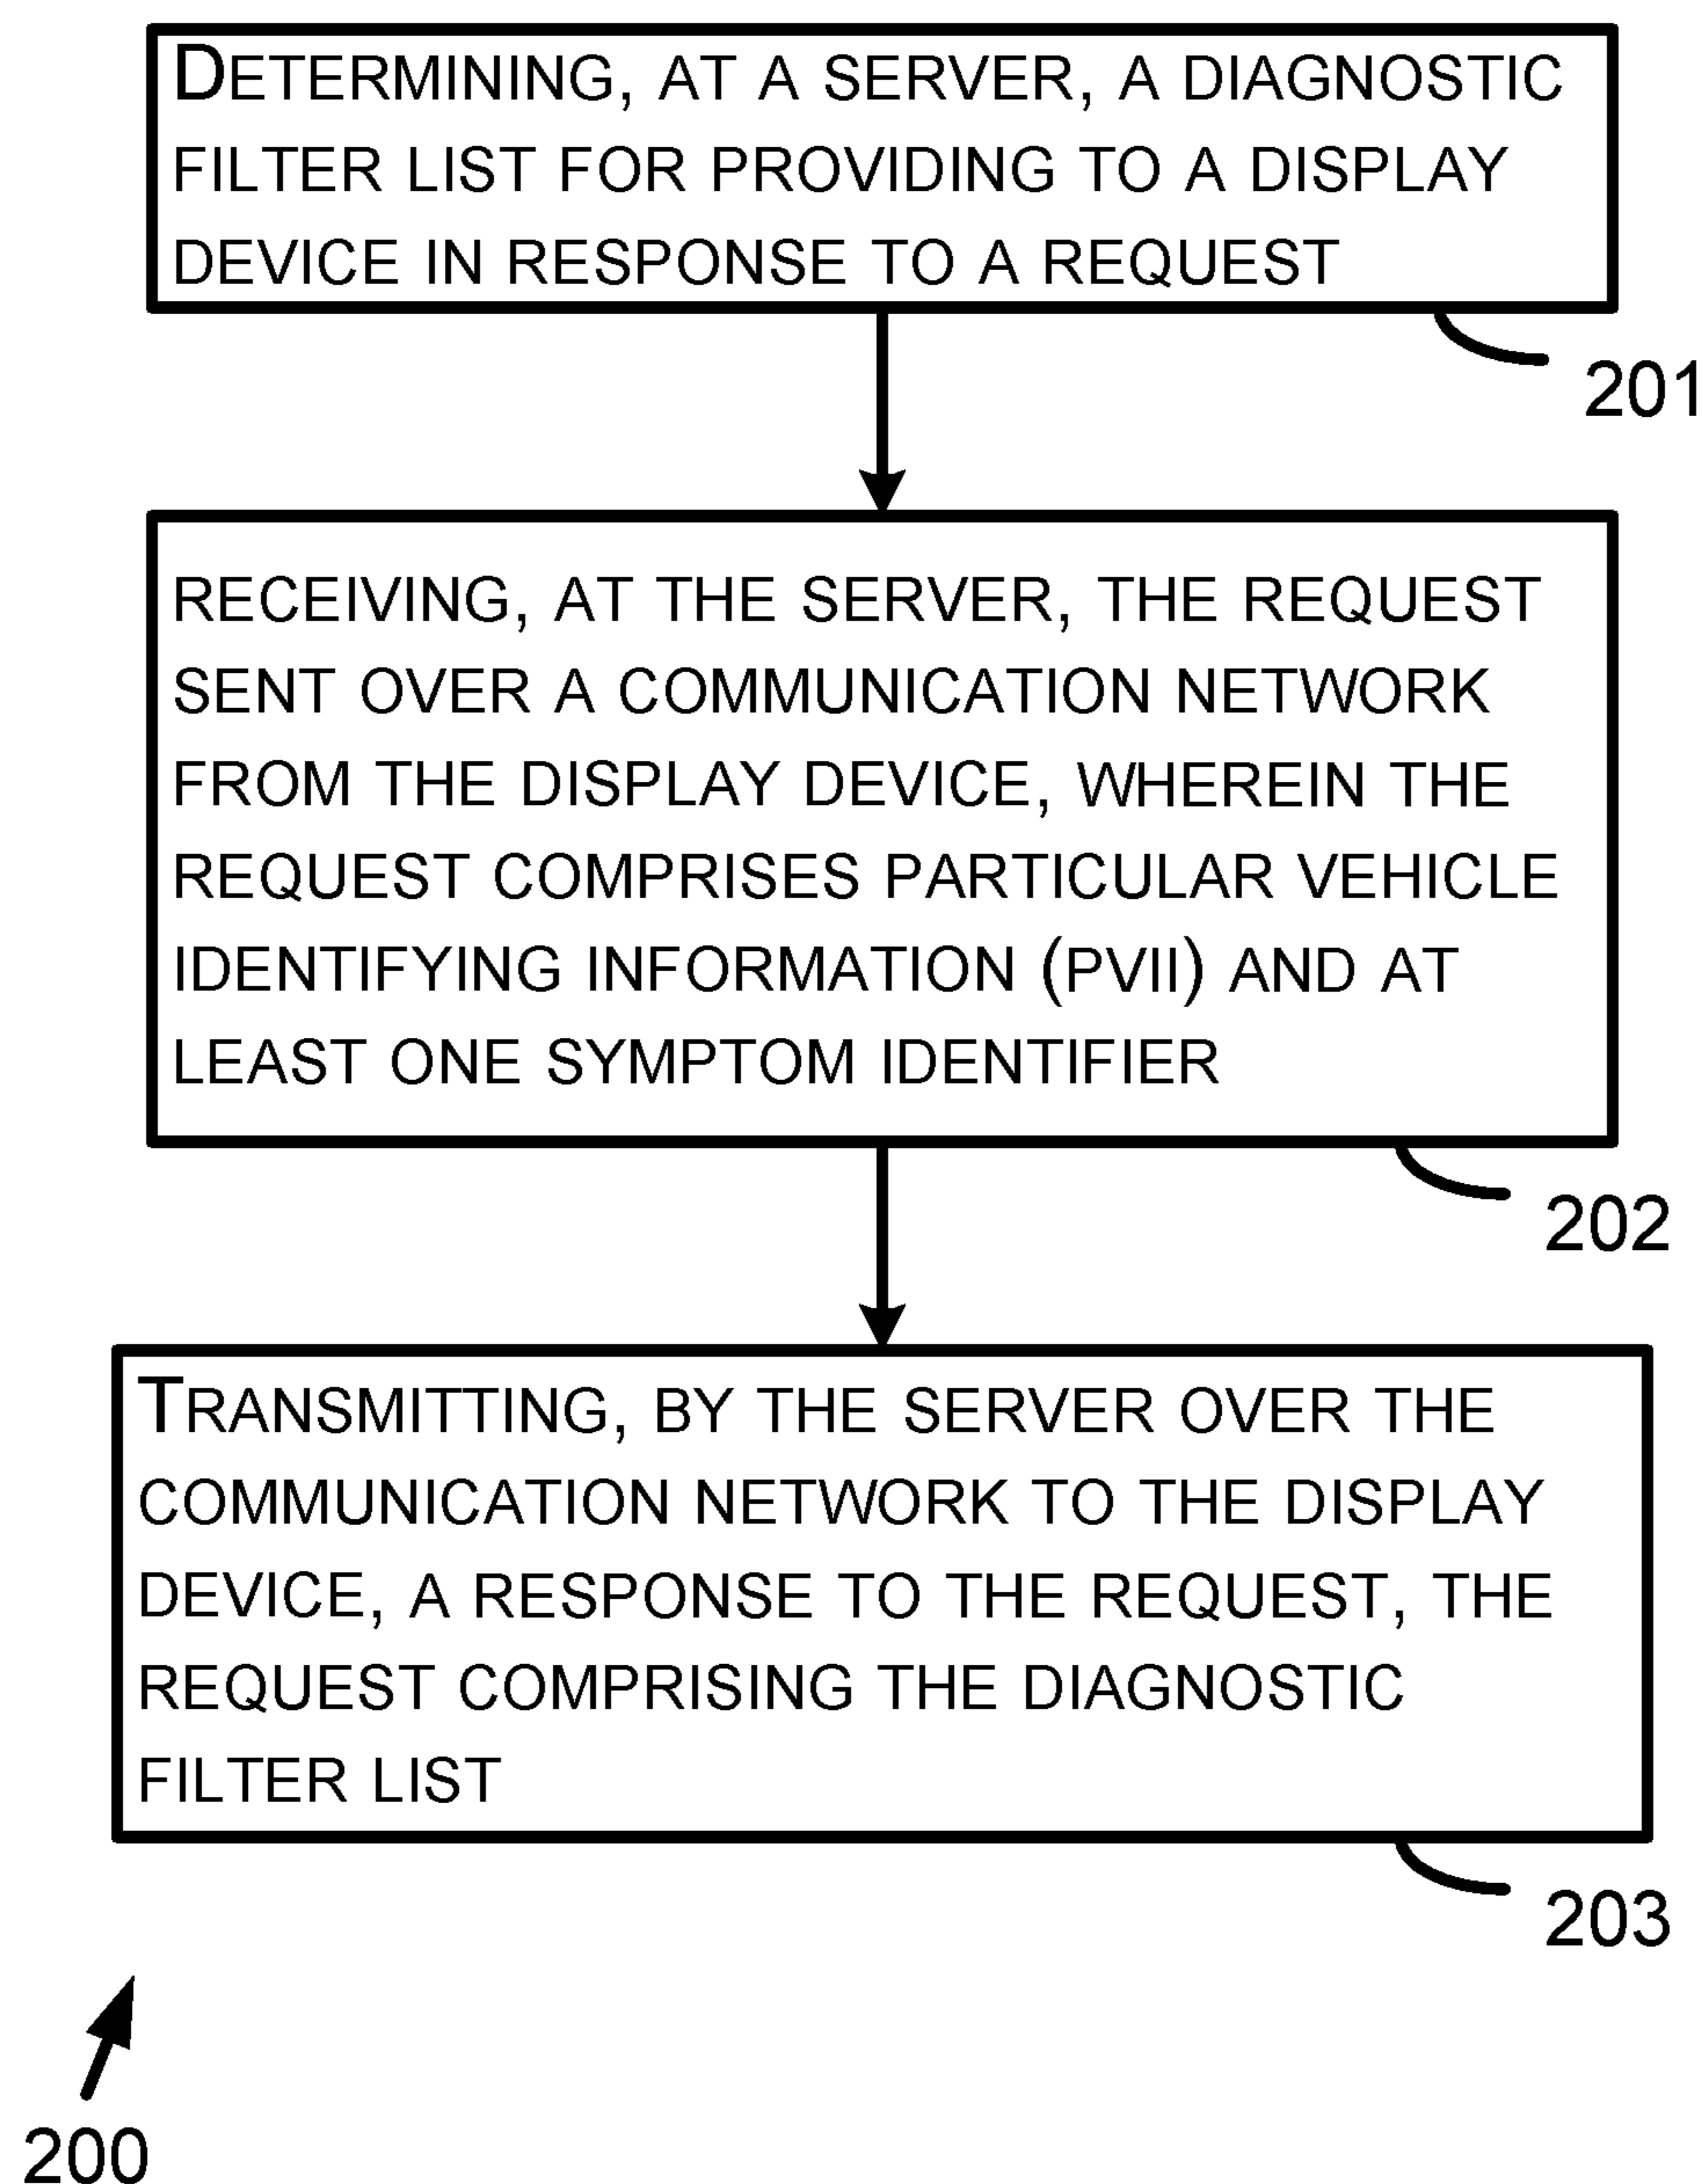 DETERMINING, AT A SERVER, A DIAGNOSTIC
FILTER LIST FOR PROVIDING TO A DISPLAY
DEVICE IN RESPONSE TO A REQUEST
201
RECEIVING, AT THE SERVER, THE REQUEST
SENT OVER A COMMUNICATION NETWORK
FROM THE DISPLAY DEVICE, WHEREIN THE
REQUEST COMPRISES PARTICULAR VEHICLE
IDENTIFYING INFORMATION (PVII) AND AT
LEAST ONE SYMPTOM IDENTIFIER
202
TRANSMITTING, BY THE SERVER OVER THE
COMMUNICATION NETWORK TO THE DISPLAY
DEVICE, A RESPONSE TO THE REQUEST, THE
REQUEST COMPRISING THE DIAGNOSTIC
FILTER LIST
203
200